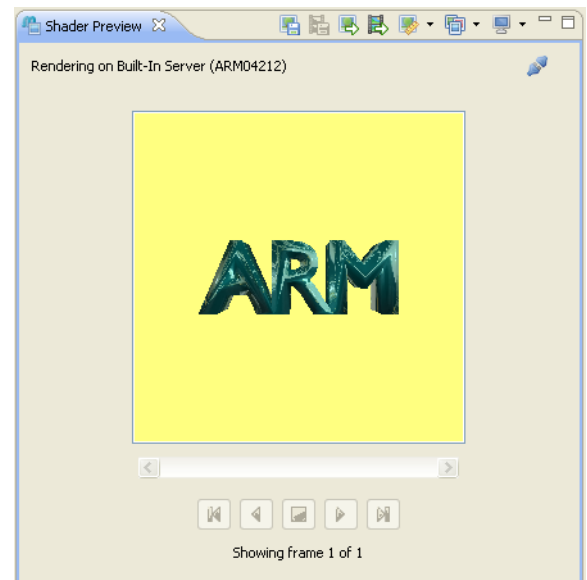 Shader Preview
Rendering on Built-In Server (ARM04212)
ARM
Showing frame 1 of 1